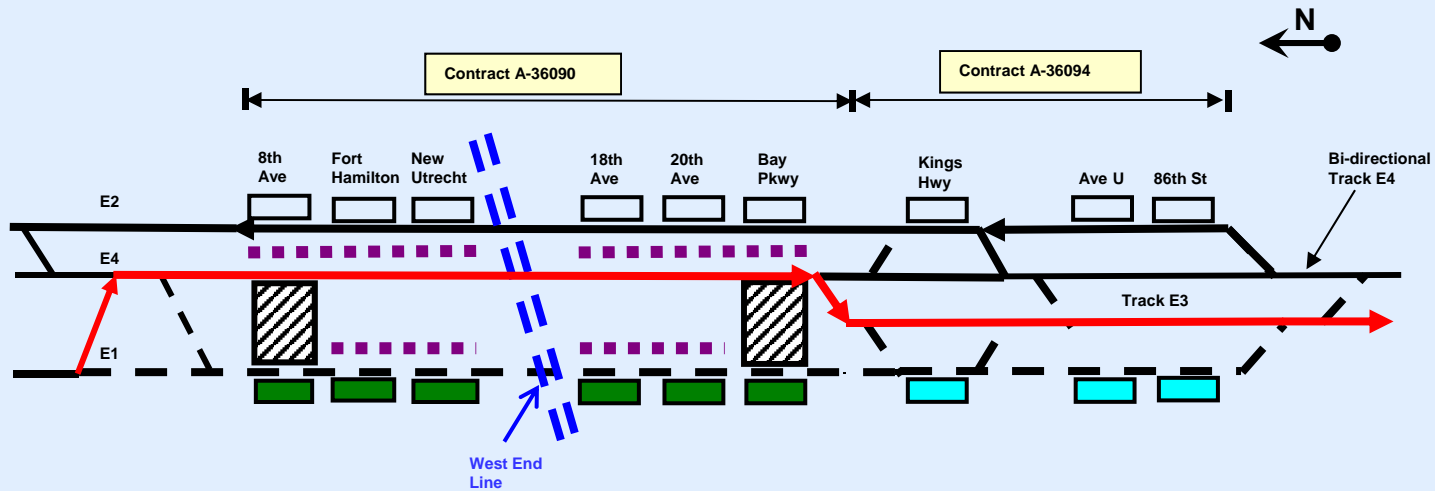 N
Contract A-36090
Contract A-36094
8th
Ave
Fort
Hamilton
New
Utrecht
18th
Ave
20th
Ave
Bay
Pkwy
Kings
Hwy
Ave U
86th St
Bi-directional
Track E4
E2
E4
Track E3
E1
West End
Line